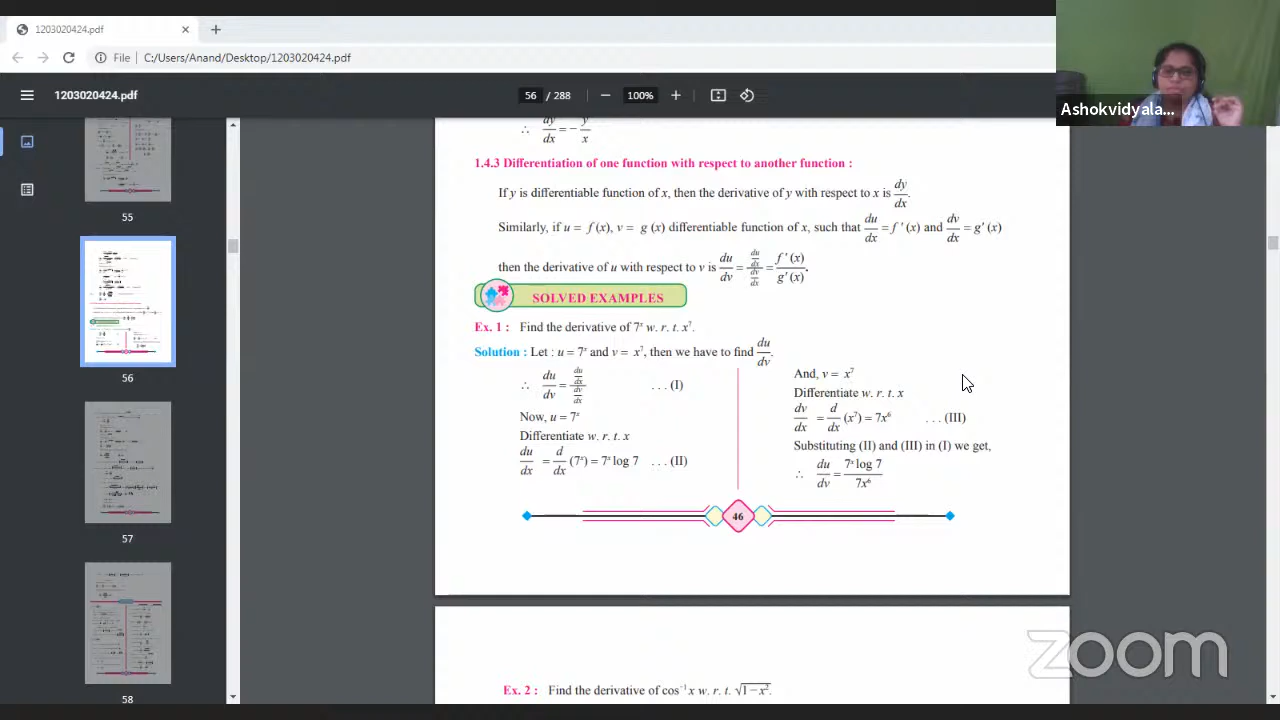 1203020424.pdf
File C:/Users/Anand/Desktop/1203020424.pdf
1203020424.pdf
56 / 288
100%
Ashokvidyala...
55
56
57
58
∴ dy/dx = − y/x
1.4.3 Differentiation of one function with respect to another function :
If y is differentiable function of x, then the derivative of y with respect to x is dy/dx.
Similarly, if u = f (x), v = g (x) differentiable function of x, such that du/dx = f ' (x) and dv/dx = g' (x)
then the derivative of u with respect to v is du/dv = (du/dx)/(dv/dx) = f ' (x)/g' (x).
SOLVED EXAMPLES
Ex. 1 : Find the derivative of 7ˣ w. r. t. x⁷.
Solution : Let : u = 7ˣ and v = x⁷, then we have to find du/dv.
∴ du/dv = (du/dx)/(dv/dx) . . . (I)
Now, u = 7ˣ
Differentiate w. r. t. x
du/dx = d/dx (7ˣ) = 7ˣ log 7 . . . (II)
And, v = x⁷
Differentiate w. r. t. x
dv/dx = d/dx (x⁷) = 7x⁶ . . . (III)
Substituting (II) and (III) in (I) we get,
∴ du/dv = 7ˣ log 7/7x⁶
46
Ex. 2 : Find the derivative of cos⁻¹ x w. r. t. √(1 − x²).
zoom